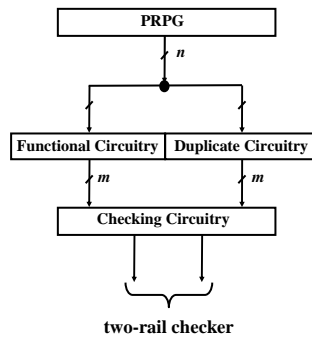 PRPG
n
Functional Circuitry Duplicate Circuitry
m m
Checking Circuitry
two-rail checker